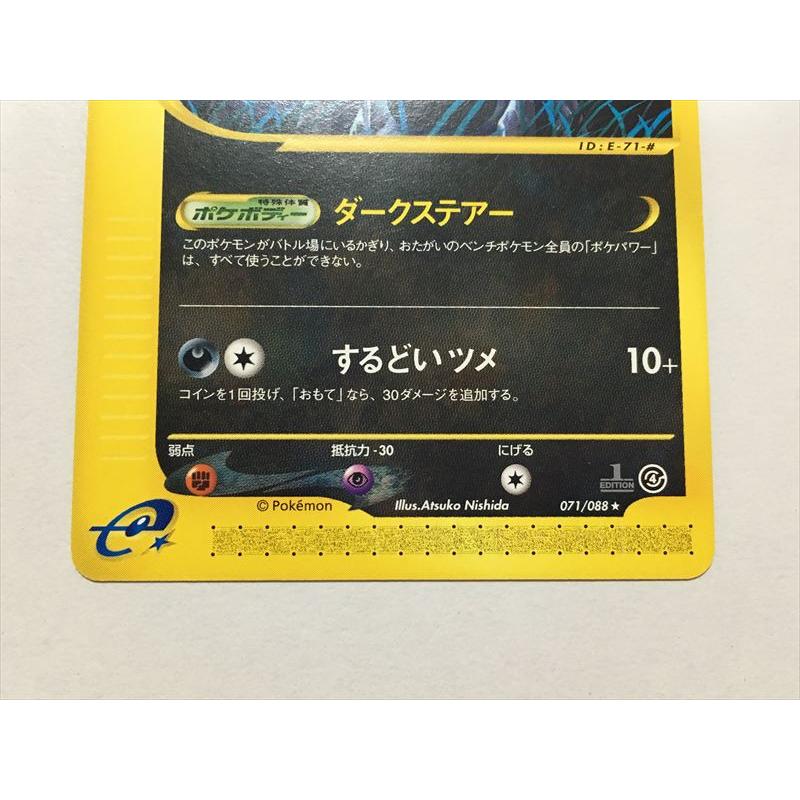 ID:E-71-#
特殊体質
ポケボディー ダークステアー
このポケモンがバトル場にいるかぎり、おたがいのベンチポケモン全員の「ポケパワー」
は、すべて使うことができない。
するどいツメ 10+
コインを1回投げ、「おもて」なら、30ダメージを追加する。
弱点 抵抗力-30 にげる
1
EDITION
4
© Pokémon Illus.Atsuko Nishida 071/088★
e